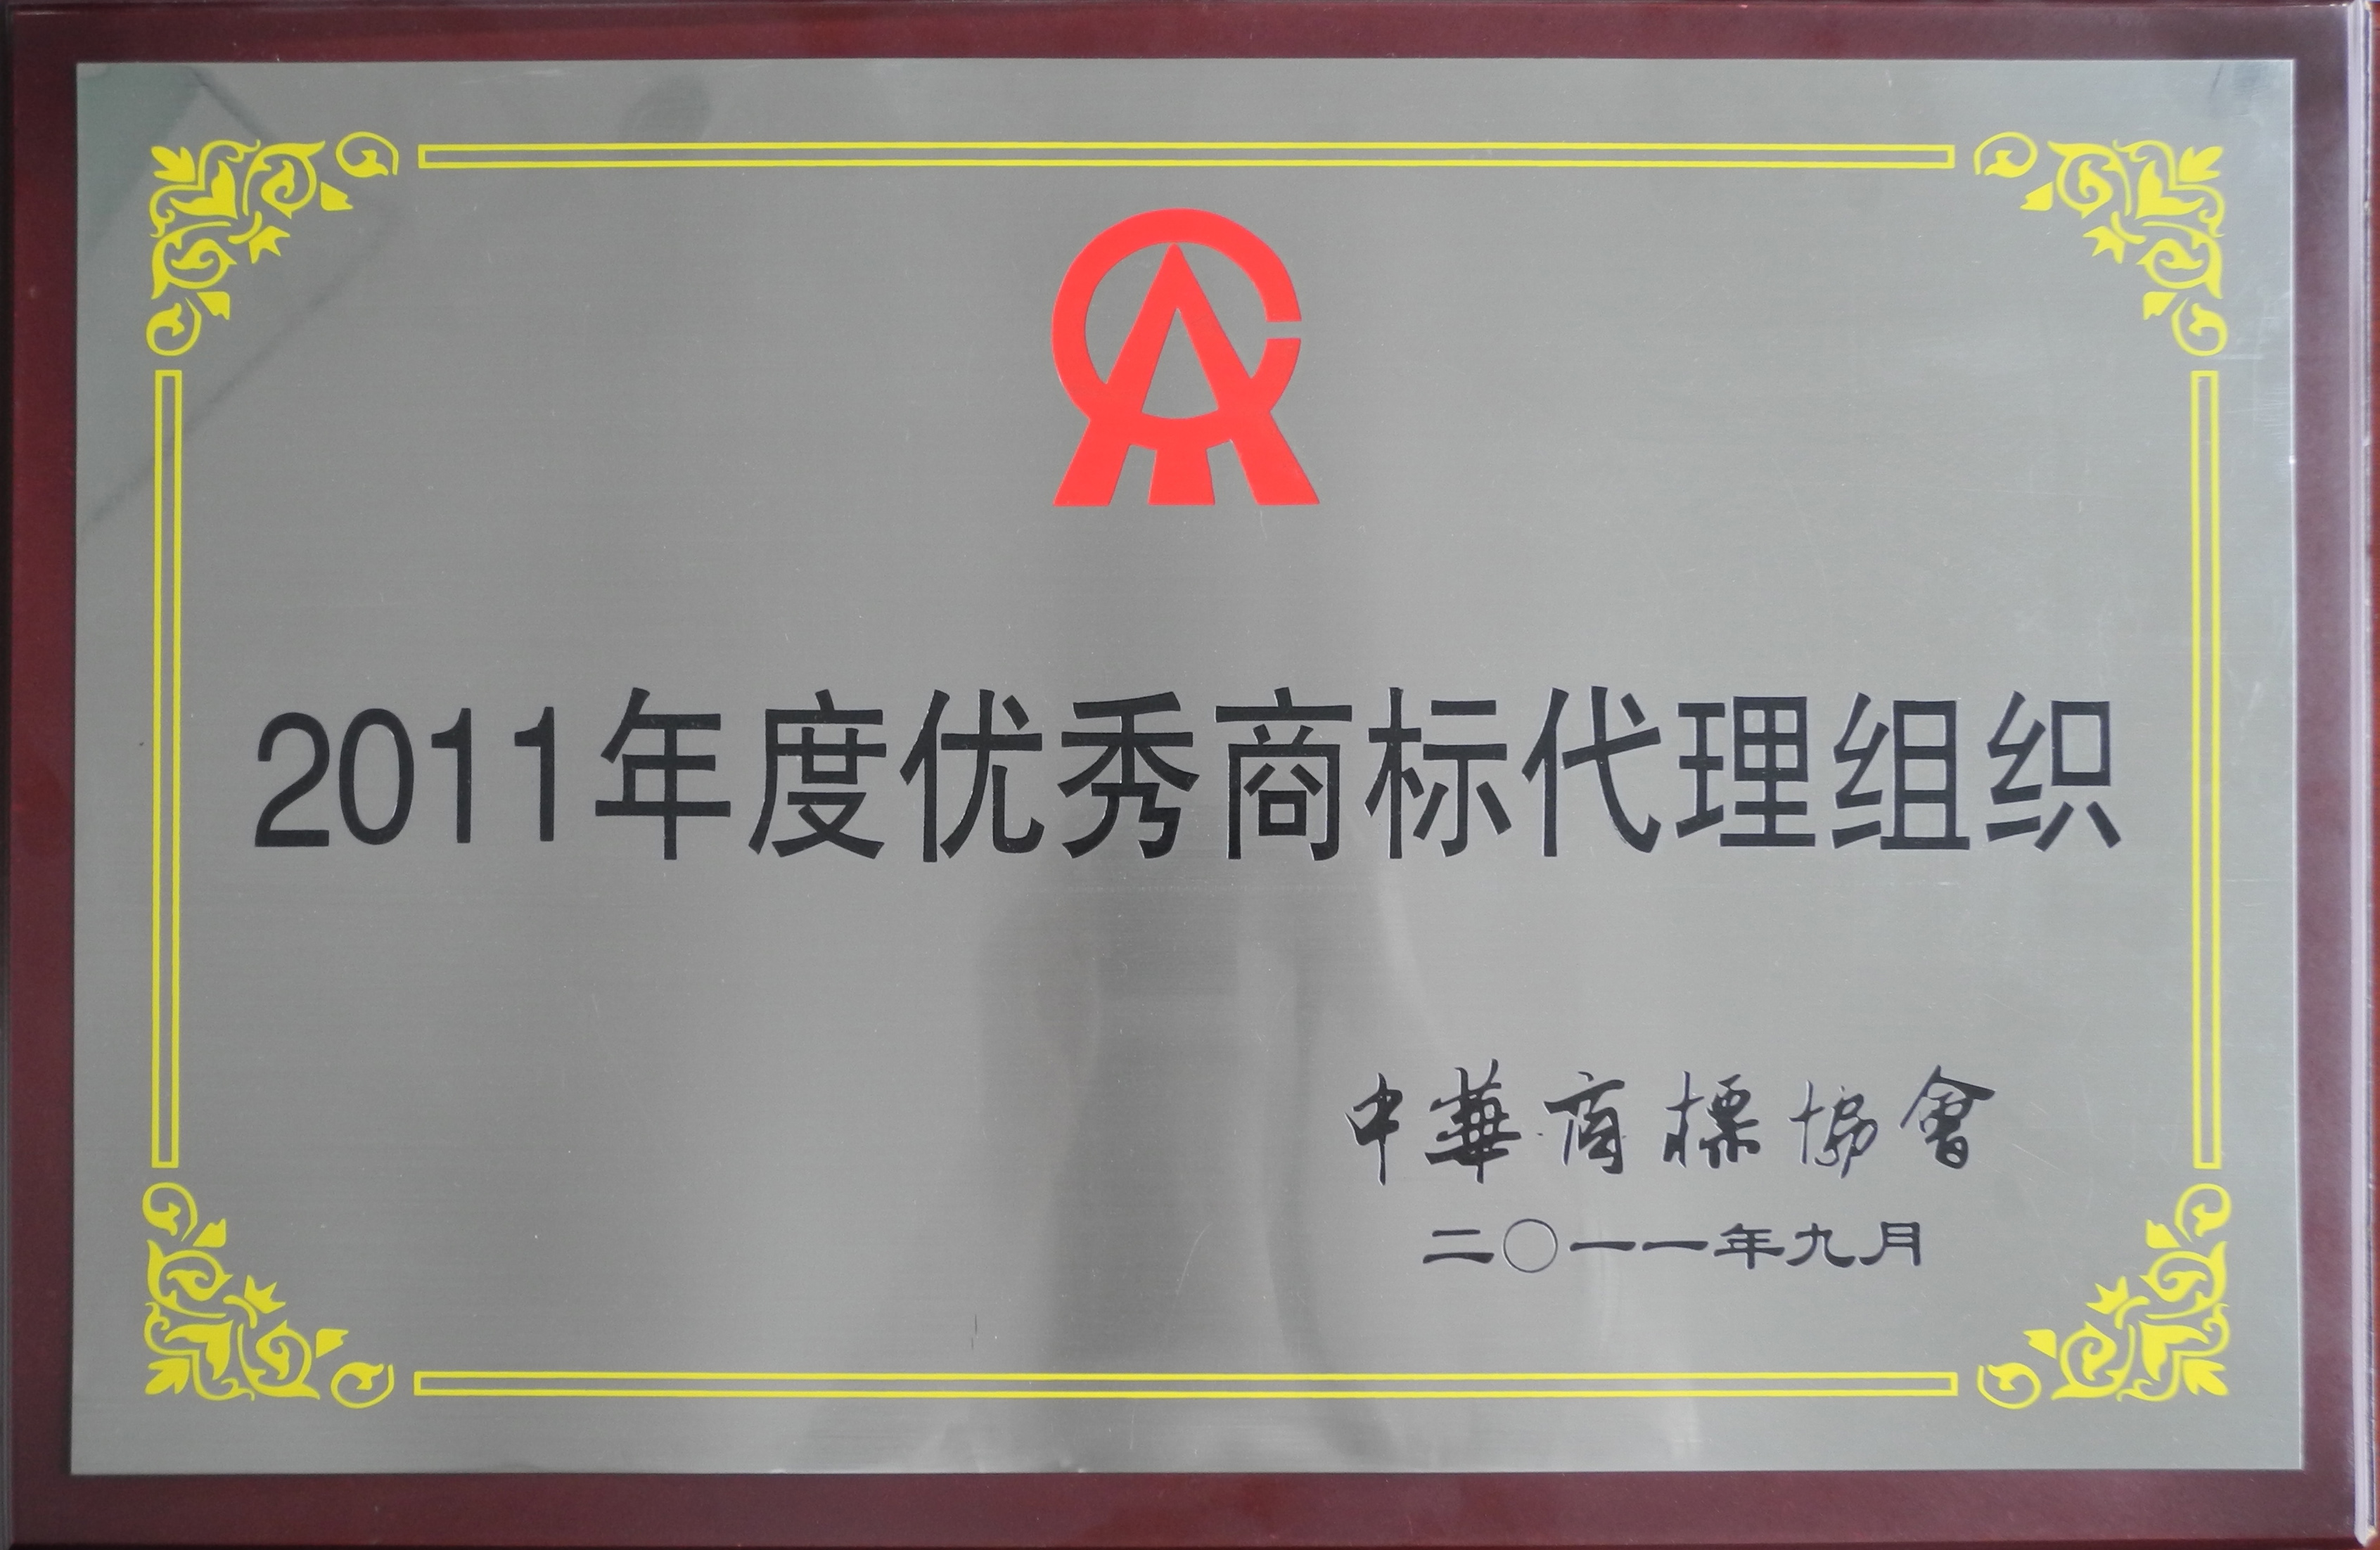 2011年度优秀商标代理组织
中華商標協會
二〇一一年九月